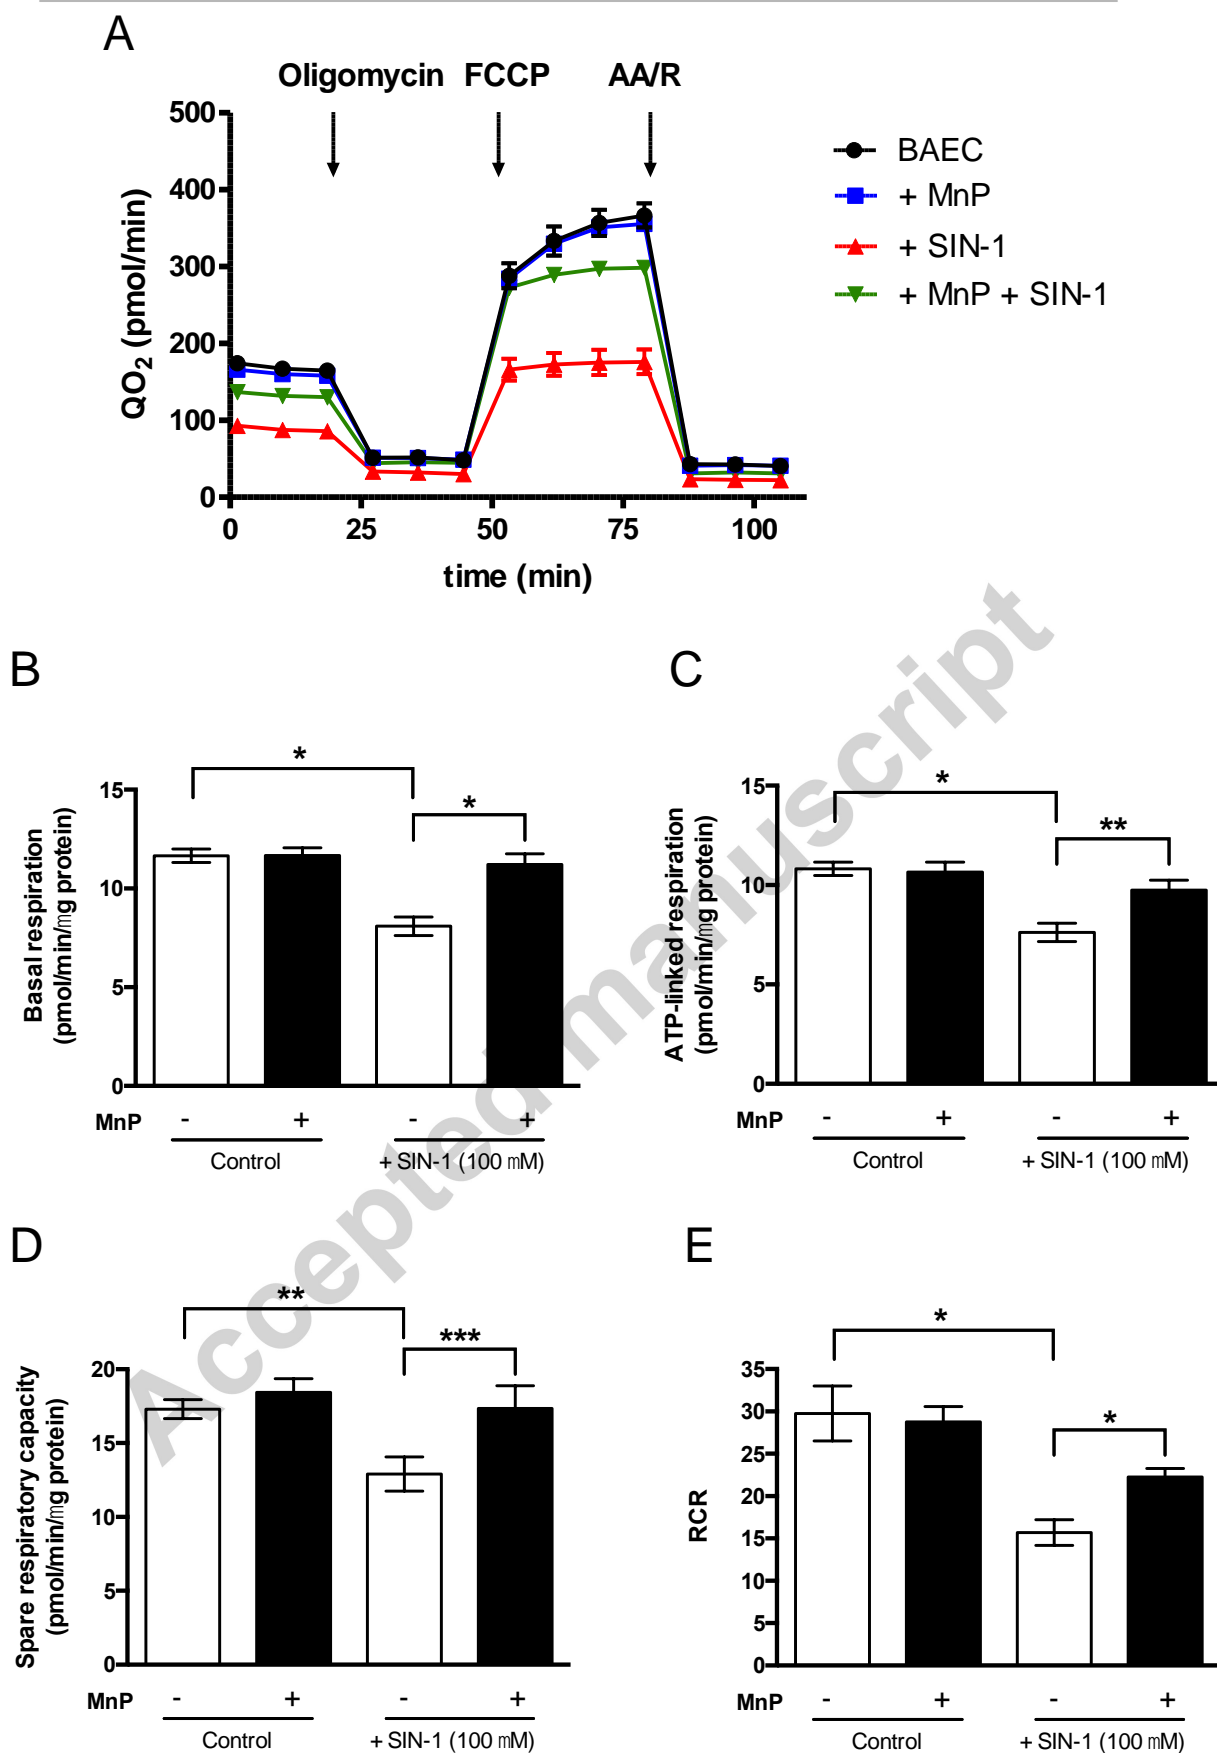 A
Oligomycin FCCP AA/R
500
400
300
200
100
0
QO2 (pmol/min)
0 25 50 75 100
time (min)
BAEC
+ MnP
+ SIN-1
+ MnP + SIN-1
B
*
*
15
10
5
0
Basal respiration
(pmol/min/mg protein)
MnP - + - +
Control + SIN-1 (100 mM)
C
*
**
15
10
5
0
ATP-linked respiration
(pmol/min/mg protein)
MnP - + - +
Control + SIN-1 (100 mM)
D
**
***
20
15
10
5
0
Spare respiratory capacity
(pmol/min/mg protein)
MnP - + - +
Control + SIN-1 (100 mM)
E
*
*
35
30
25
20
15
10
5
0
RCR
MnP - + - +
Control + SIN-1 (100 mM)
Accepted manuscript